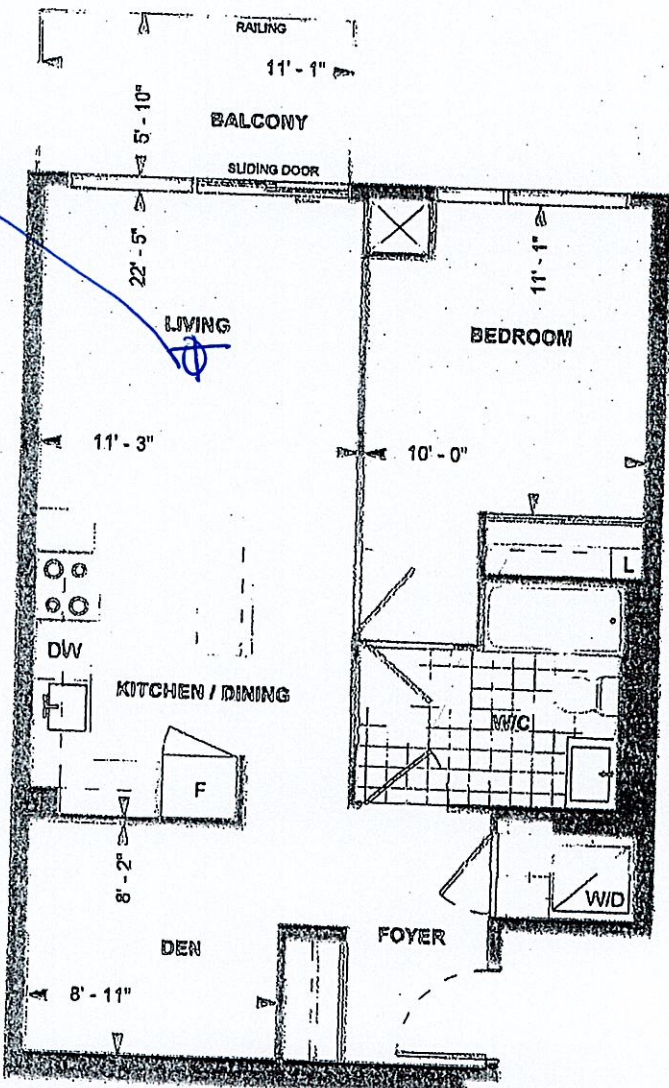 RAILING
11' - 1"
5' - 10"
BALCONY
SLIDING DOOR
22' - 5"
11' - 1"
LIVING
BEDROOM
11' - 3"
10' - 0"
L
DW
KITCHEN / DINING
W/C
F
8' - 2"
W/D
DEN
FOYER
8' - 11"